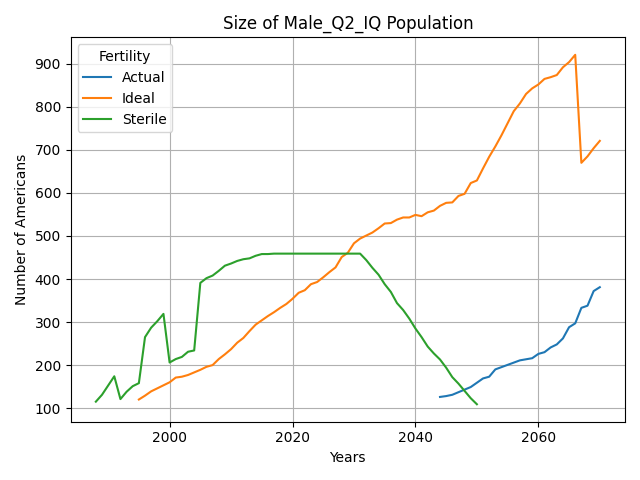 Size of Male_Q2_IQ Population
Fertility
Actual
Ideal
Sterile
Number of Americans
900
800
700
600
500
400
300
200
100
2000
2020
2040
2060
Years